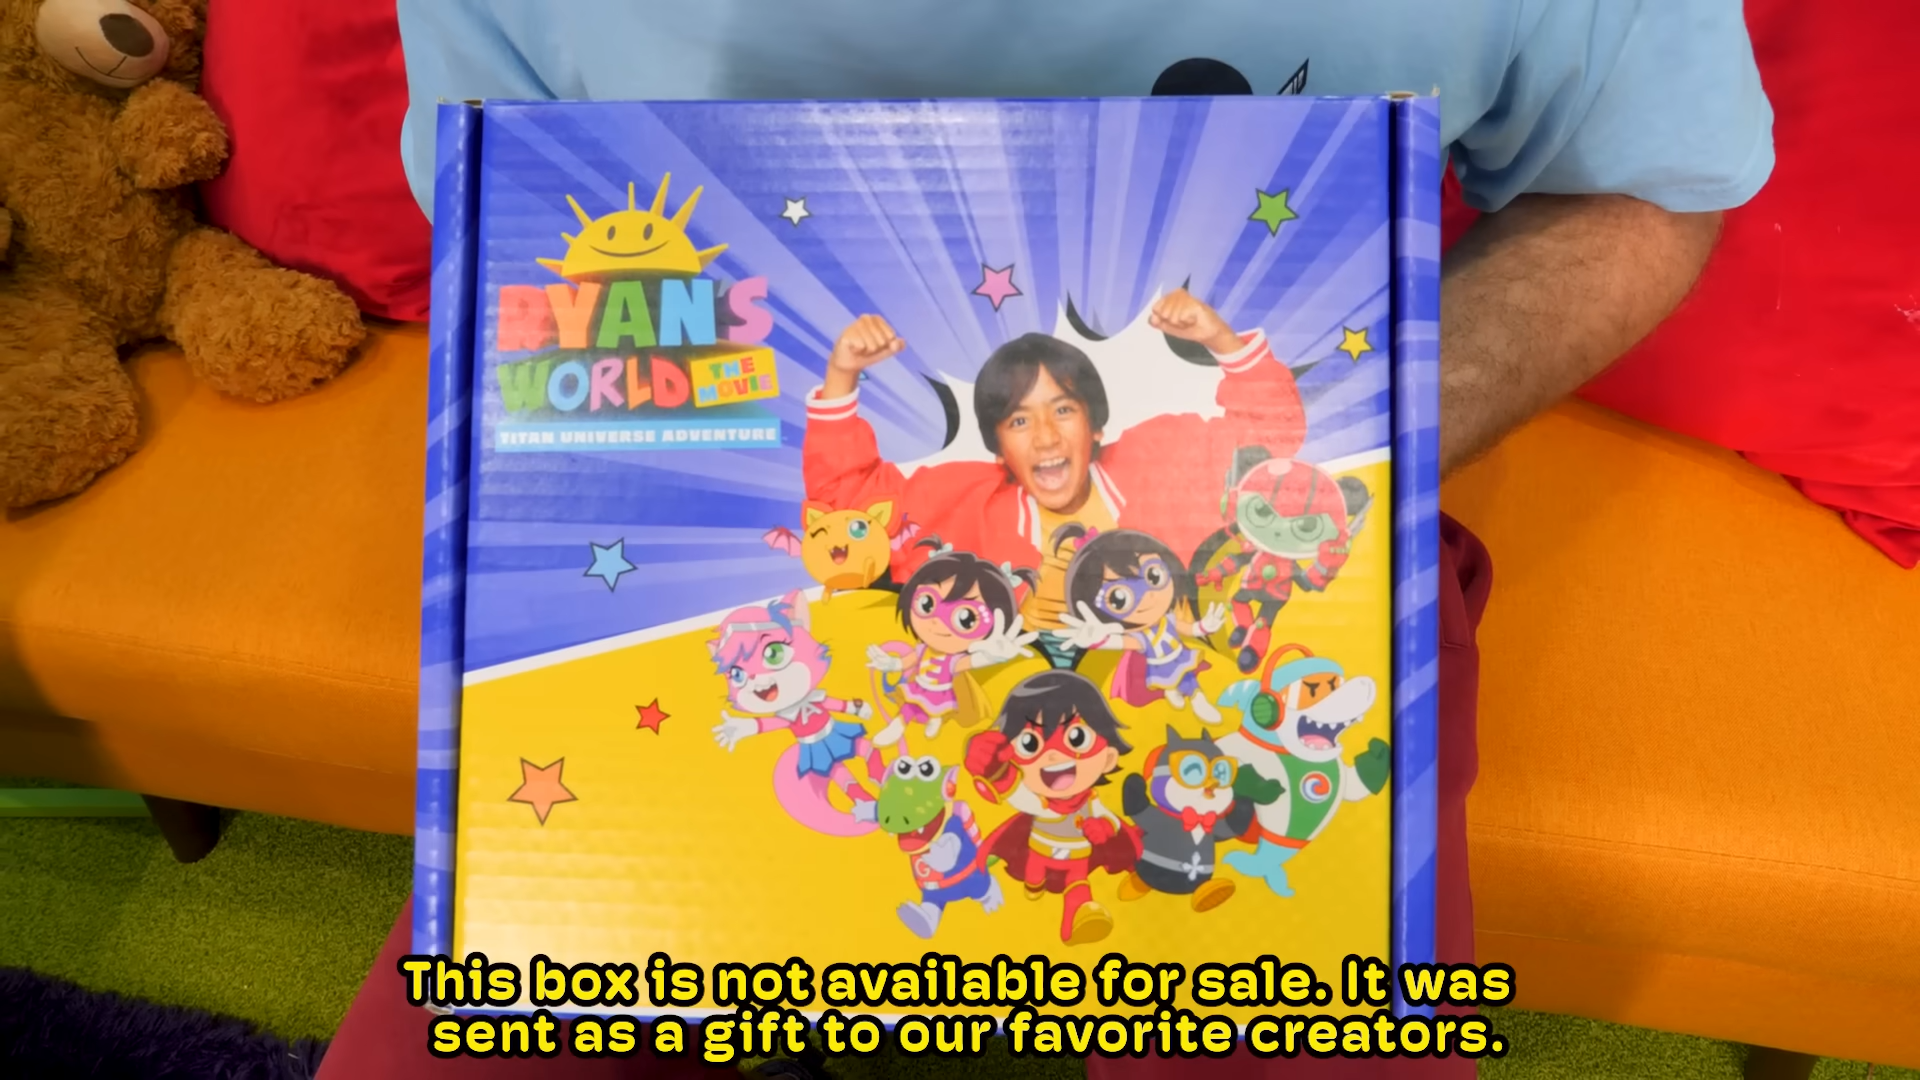 RYAN'S
WORLD THE MOVIE
TITAN UNIVERSE ADVENTURE
This box is not available for sale. It was
sent as a gift to our favorite creators.